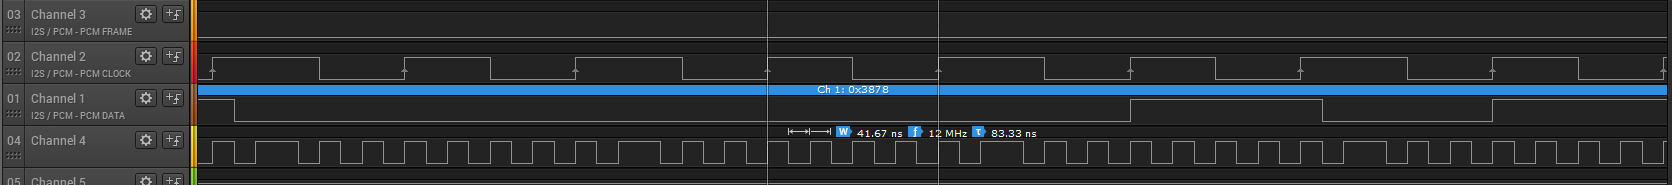 03 Channel 3
I2S / PCM - PCM FRAME
02 Channel 2
I2S / PCM - PCM CLOCK
Ch 1: 0x3878
01 Channel 1
I2S / PCM - PCM DATA
W 41.67 ns f 12 MHz T 83.33 ns
04 Channel 4
05 Channel 5